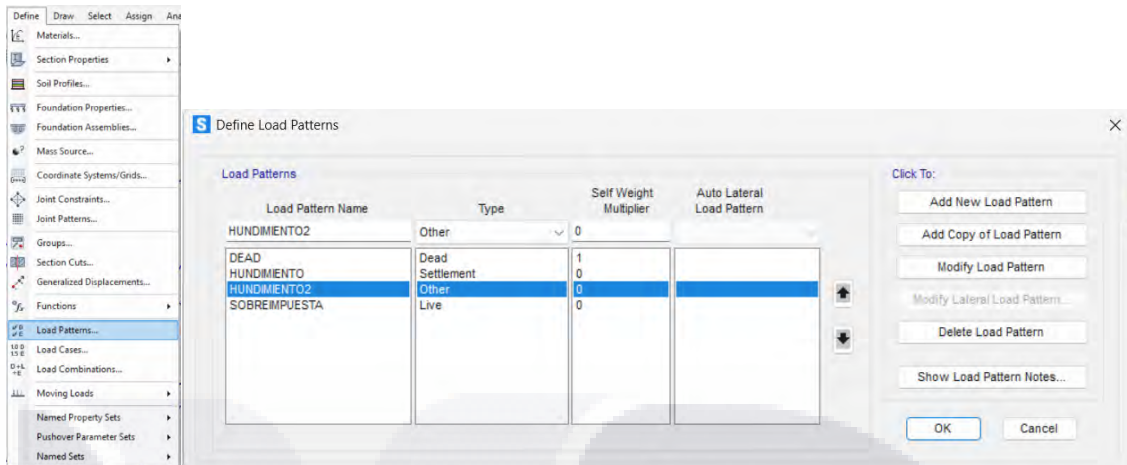 Define Draw Select Assign Ana
Materials...
Section Properties
Soil Profiles...
Foundation Properties...
Foundation Assemblies...
Mass Source...
Coordinate Systems/Grids...
Joint Constraints...
Joint Patterns...
Groups...
Section Cuts...
Generalized Displacements...
Functions
Load Patterns...
Load Cases...
Load Combinations...
Moving Loads
Named Property Sets
Pushover Parameter Sets
Named Sets
S Define Load Patterns
Load Patterns
Load Pattern Name Type Self Weight Multiplier Auto Lateral Load Pattern
HUNDIMIENTO2 Other 0
DEAD Dead 1
HUNDIMIENTO Settlement 0
HUNDIMIENTO2 Other 0
SOBREIMPUESTA Live 0
Click To:
Add New Load Pattern
Add Copy of Load Pattern
Modify Load Pattern
Modify Lateral Load Pattern...
Delete Load Pattern
Show Load Pattern Notes...
OK Cancel